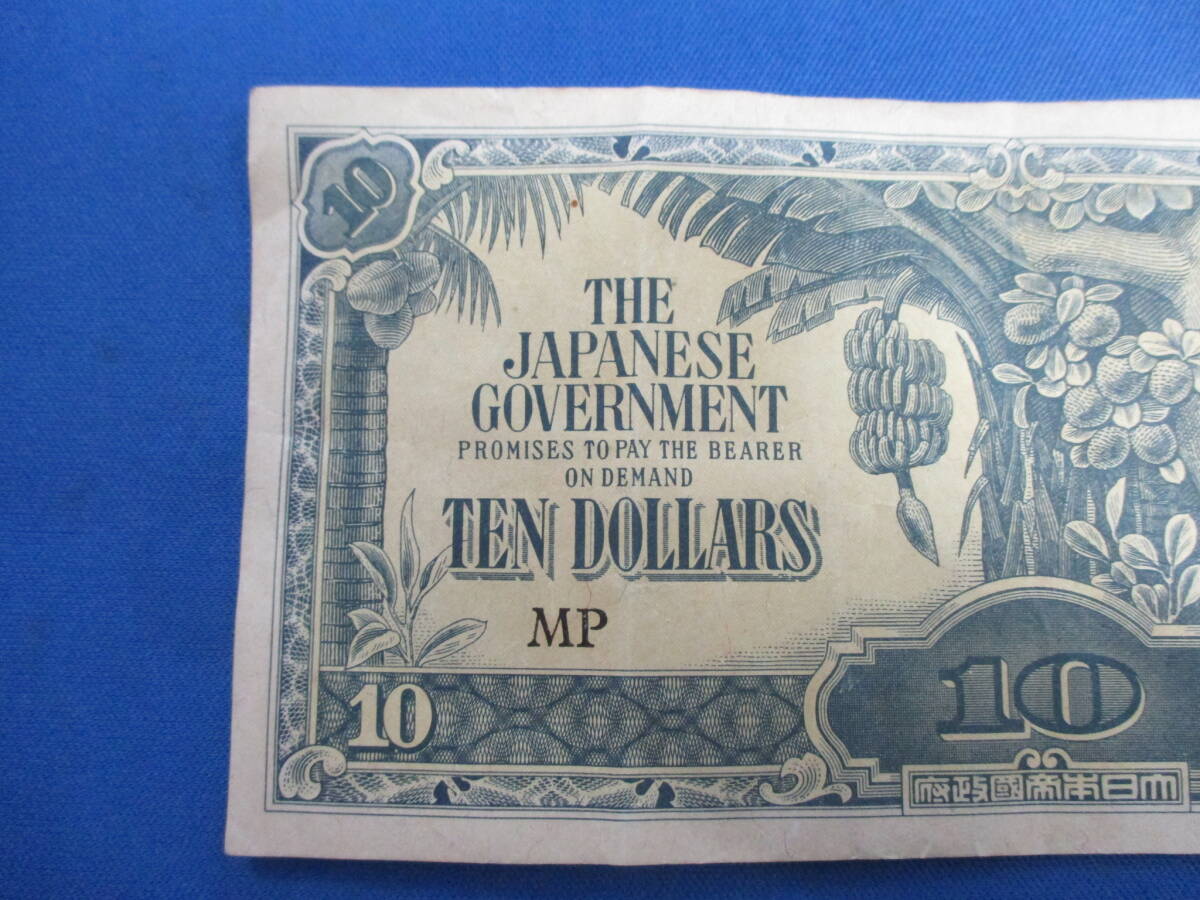 10
THE
JAPANESE
GOVERNMENT
PROMISES TO PAY THE BEARER
ON DEMAND
TEN DOLLARS
MP
10
10
府政國帝本日大